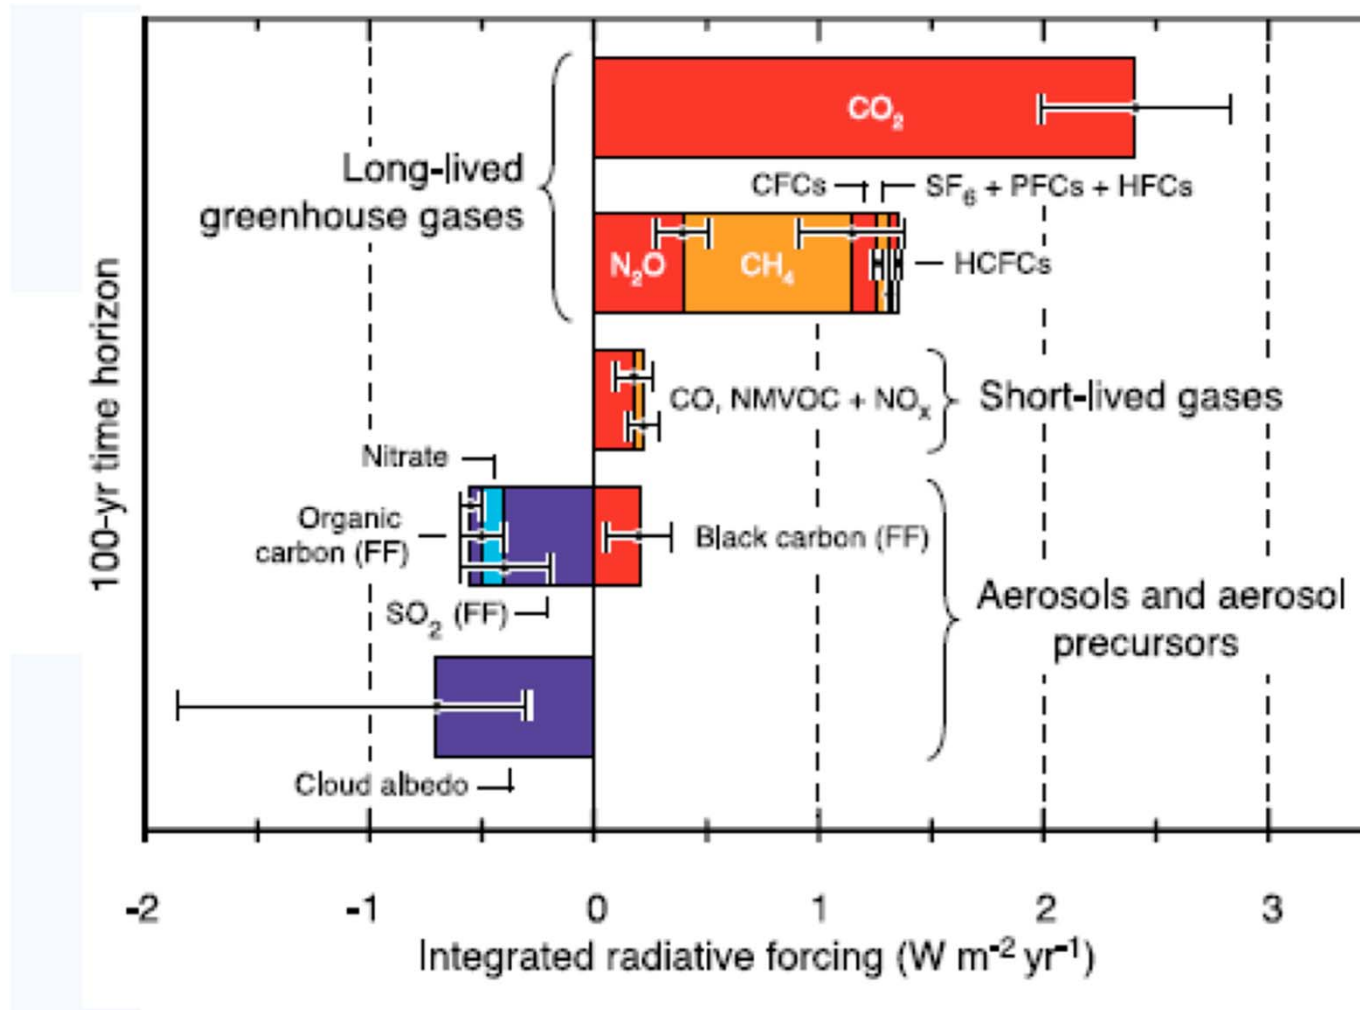 CO2
Long-lived
greenhouse gases
CFCs
SF6 + PFCs + HFCs
N2O
CH4
HCFCs
100-yr time horizon
CO, NMVOC + NOx
Short-lived gases
Nitrate
Organic
carbon (FF)
Black carbon (FF)
SO2 (FF)
Aerosols and aerosol
precursors
Cloud albedo
-2 -1 0 1 2 3
Integrated radiative forcing (W m-2 yr-1)